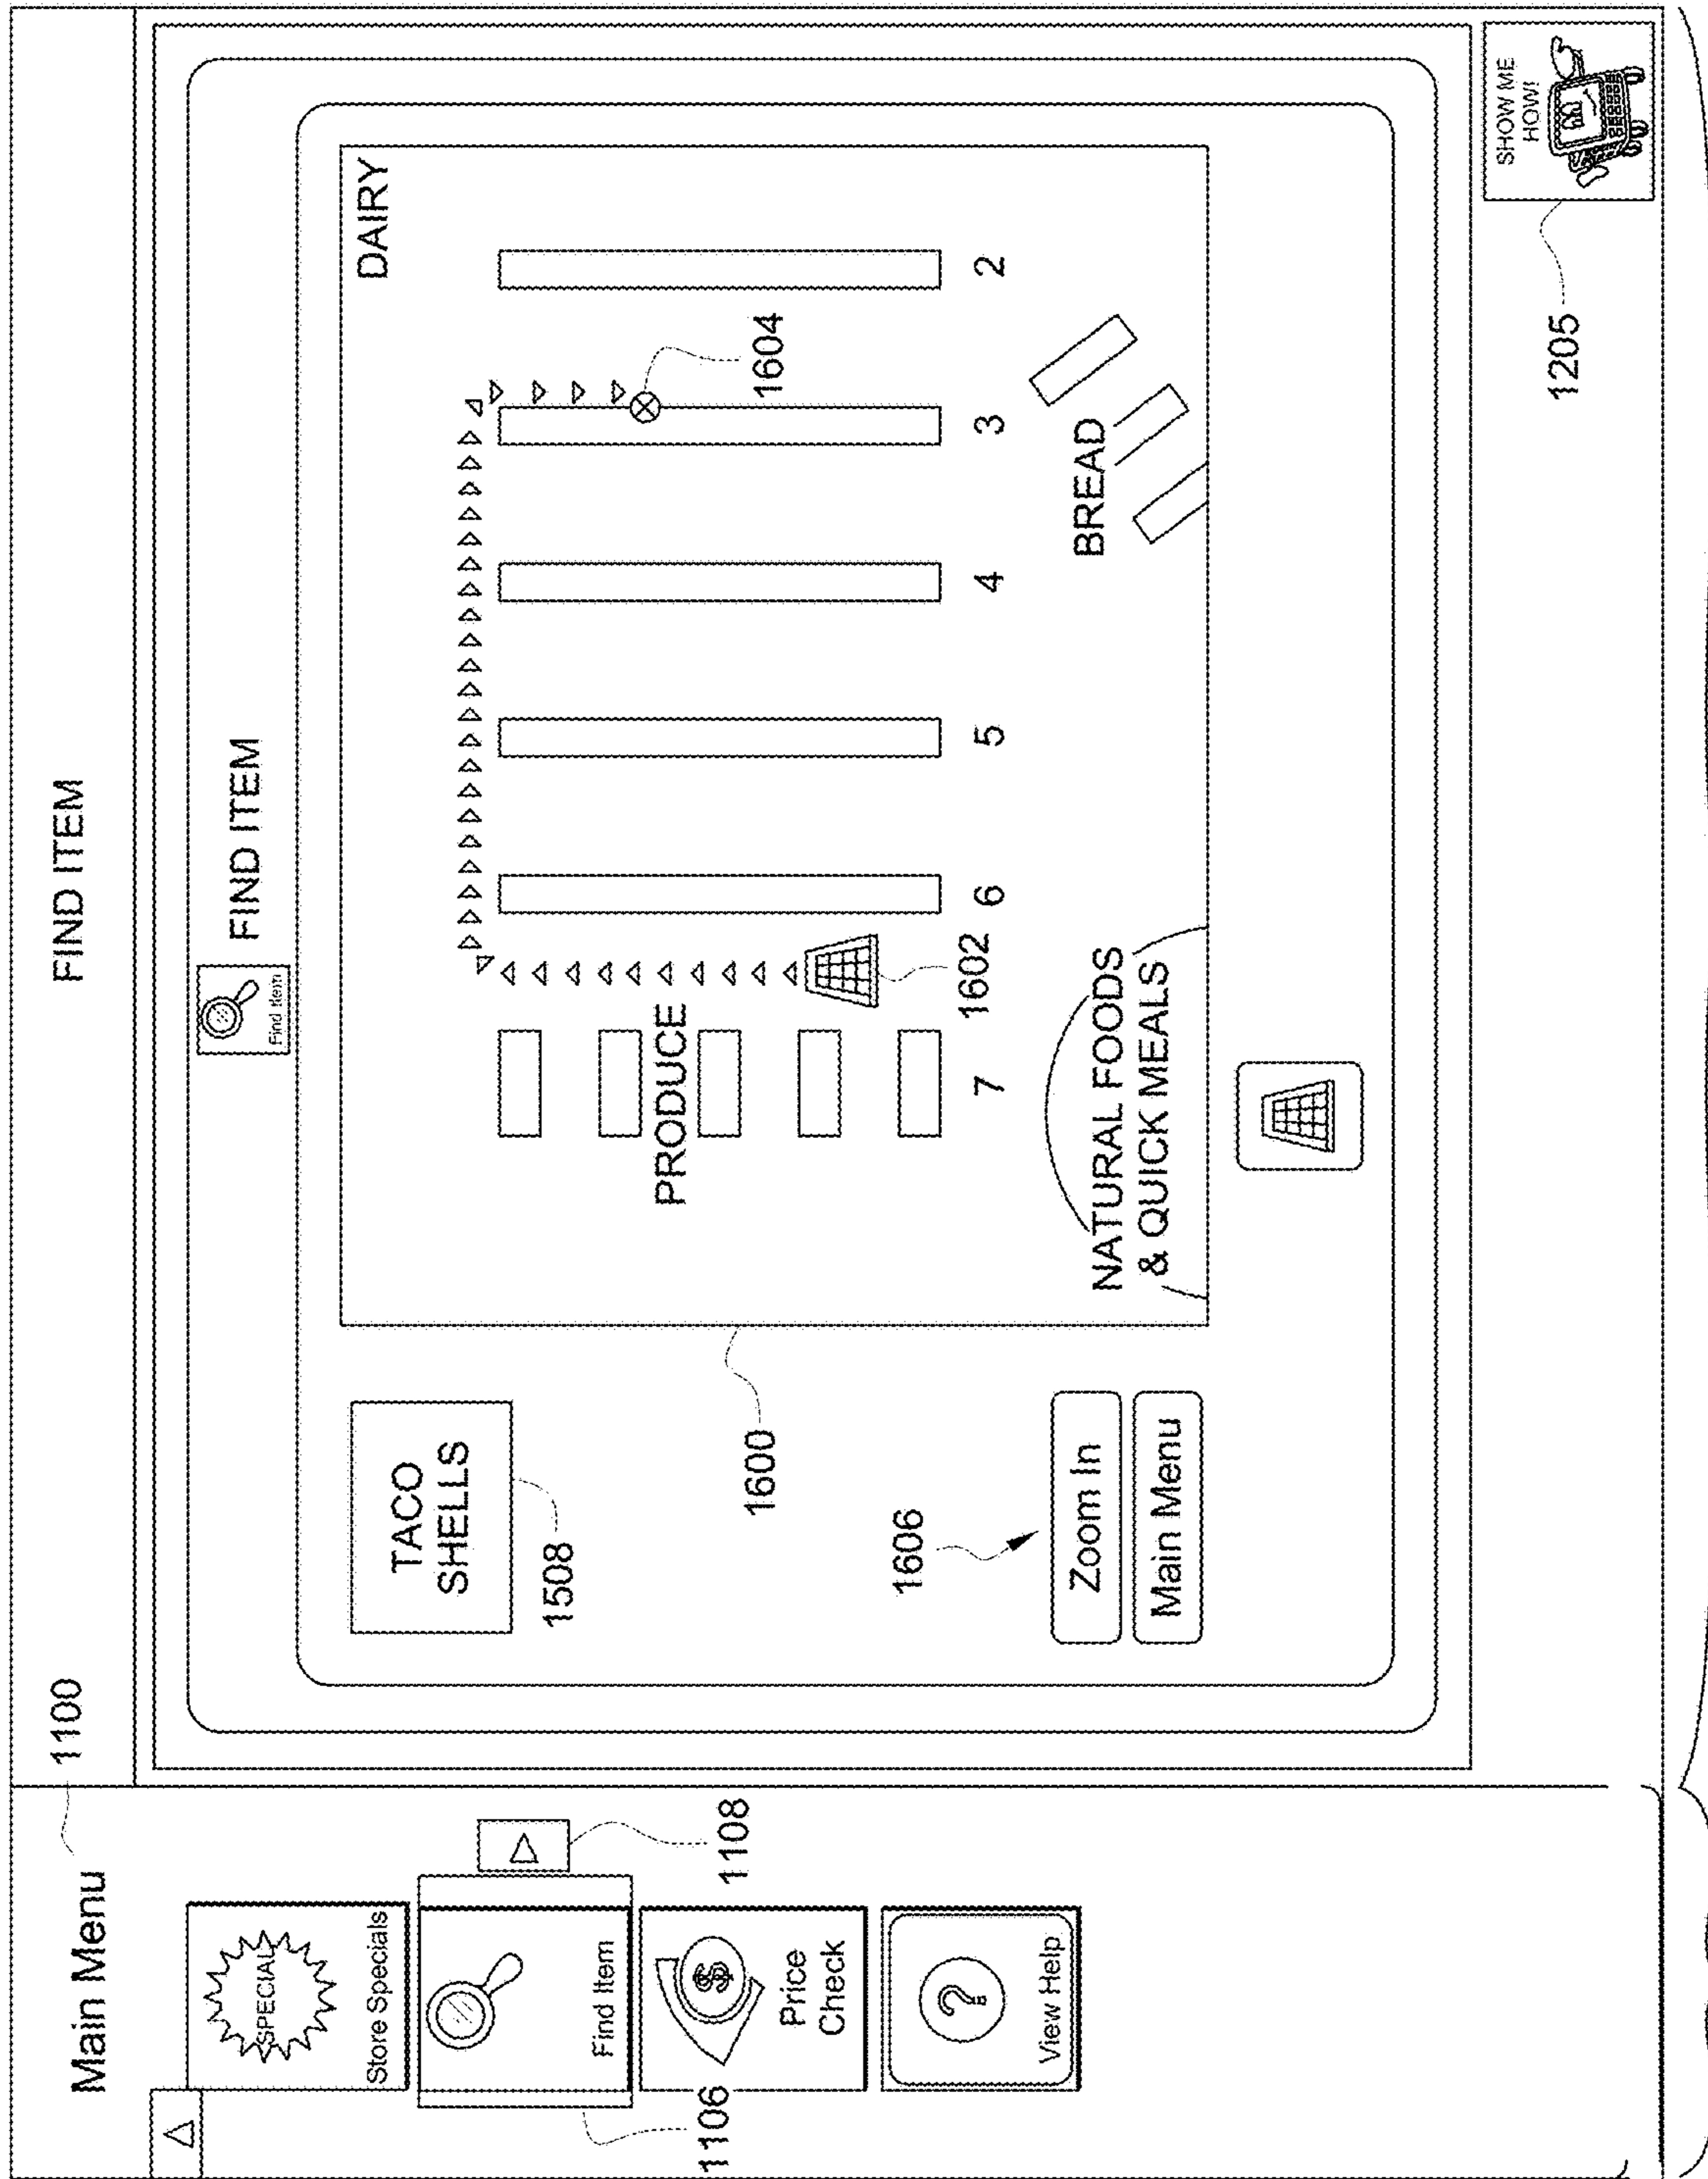 Main Menu
1100
FIND ITEM
SPECIAL
Store Specials
Find Item
Price
Check
View Help
1106
1108
Find Item
FIND ITEM
TACO
SHELLS
1508
1606
Zoom In
Main Menu
1600
DAIRY
PRODUCE
1602
1604
7
6
5
4
3
2
NATURAL FOODS
& QUICK MEALS
BREAD
SHOW ME
HOW!
1205